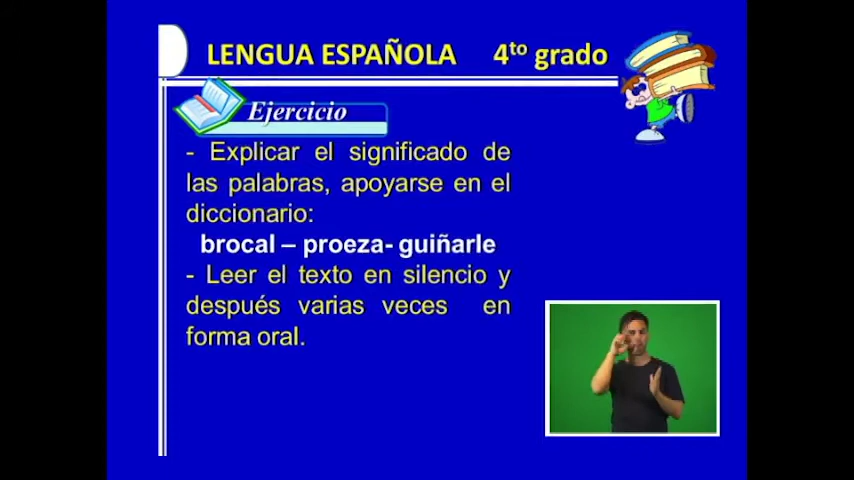 LENGUA ESPAÑOLA 4to grado
Ejercicio
- Explicar el significado de
las palabras, apoyarse en el
diccionario:
brocal – proeza- guiñarle
- Leer el texto en silencio y
después varias veces en
forma oral.